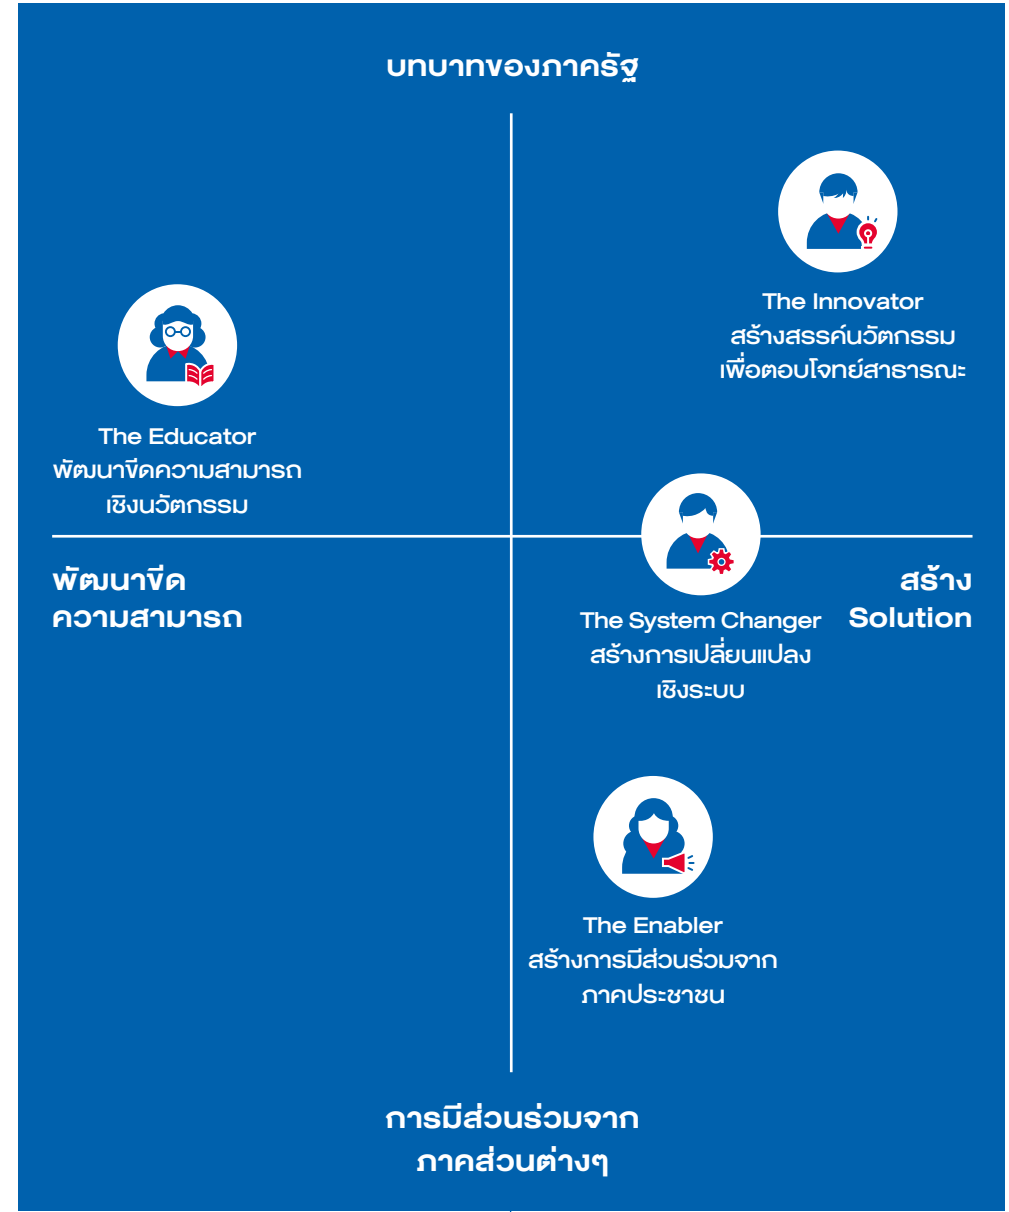 บทบาทของภาครัฐ
The Innovator
สร้างสรรค์นวัตกรรม
เพื่อตอบโจทย์สาธารณะ
The Educator
พัฒนาขีดความสามารถ
เชิงนวัตกรรม
พัฒนาขีด
ความสามารถ
สร้าง
Solution
The System Changer
สร้างการเปลี่ยนแปลง
เชิงระบบ
The Enabler
สร้างการมีส่วนร่วมจาก
ภาคประชาชน
การมีส่วนร่วมจาก
ภาคส่วนต่างๆ